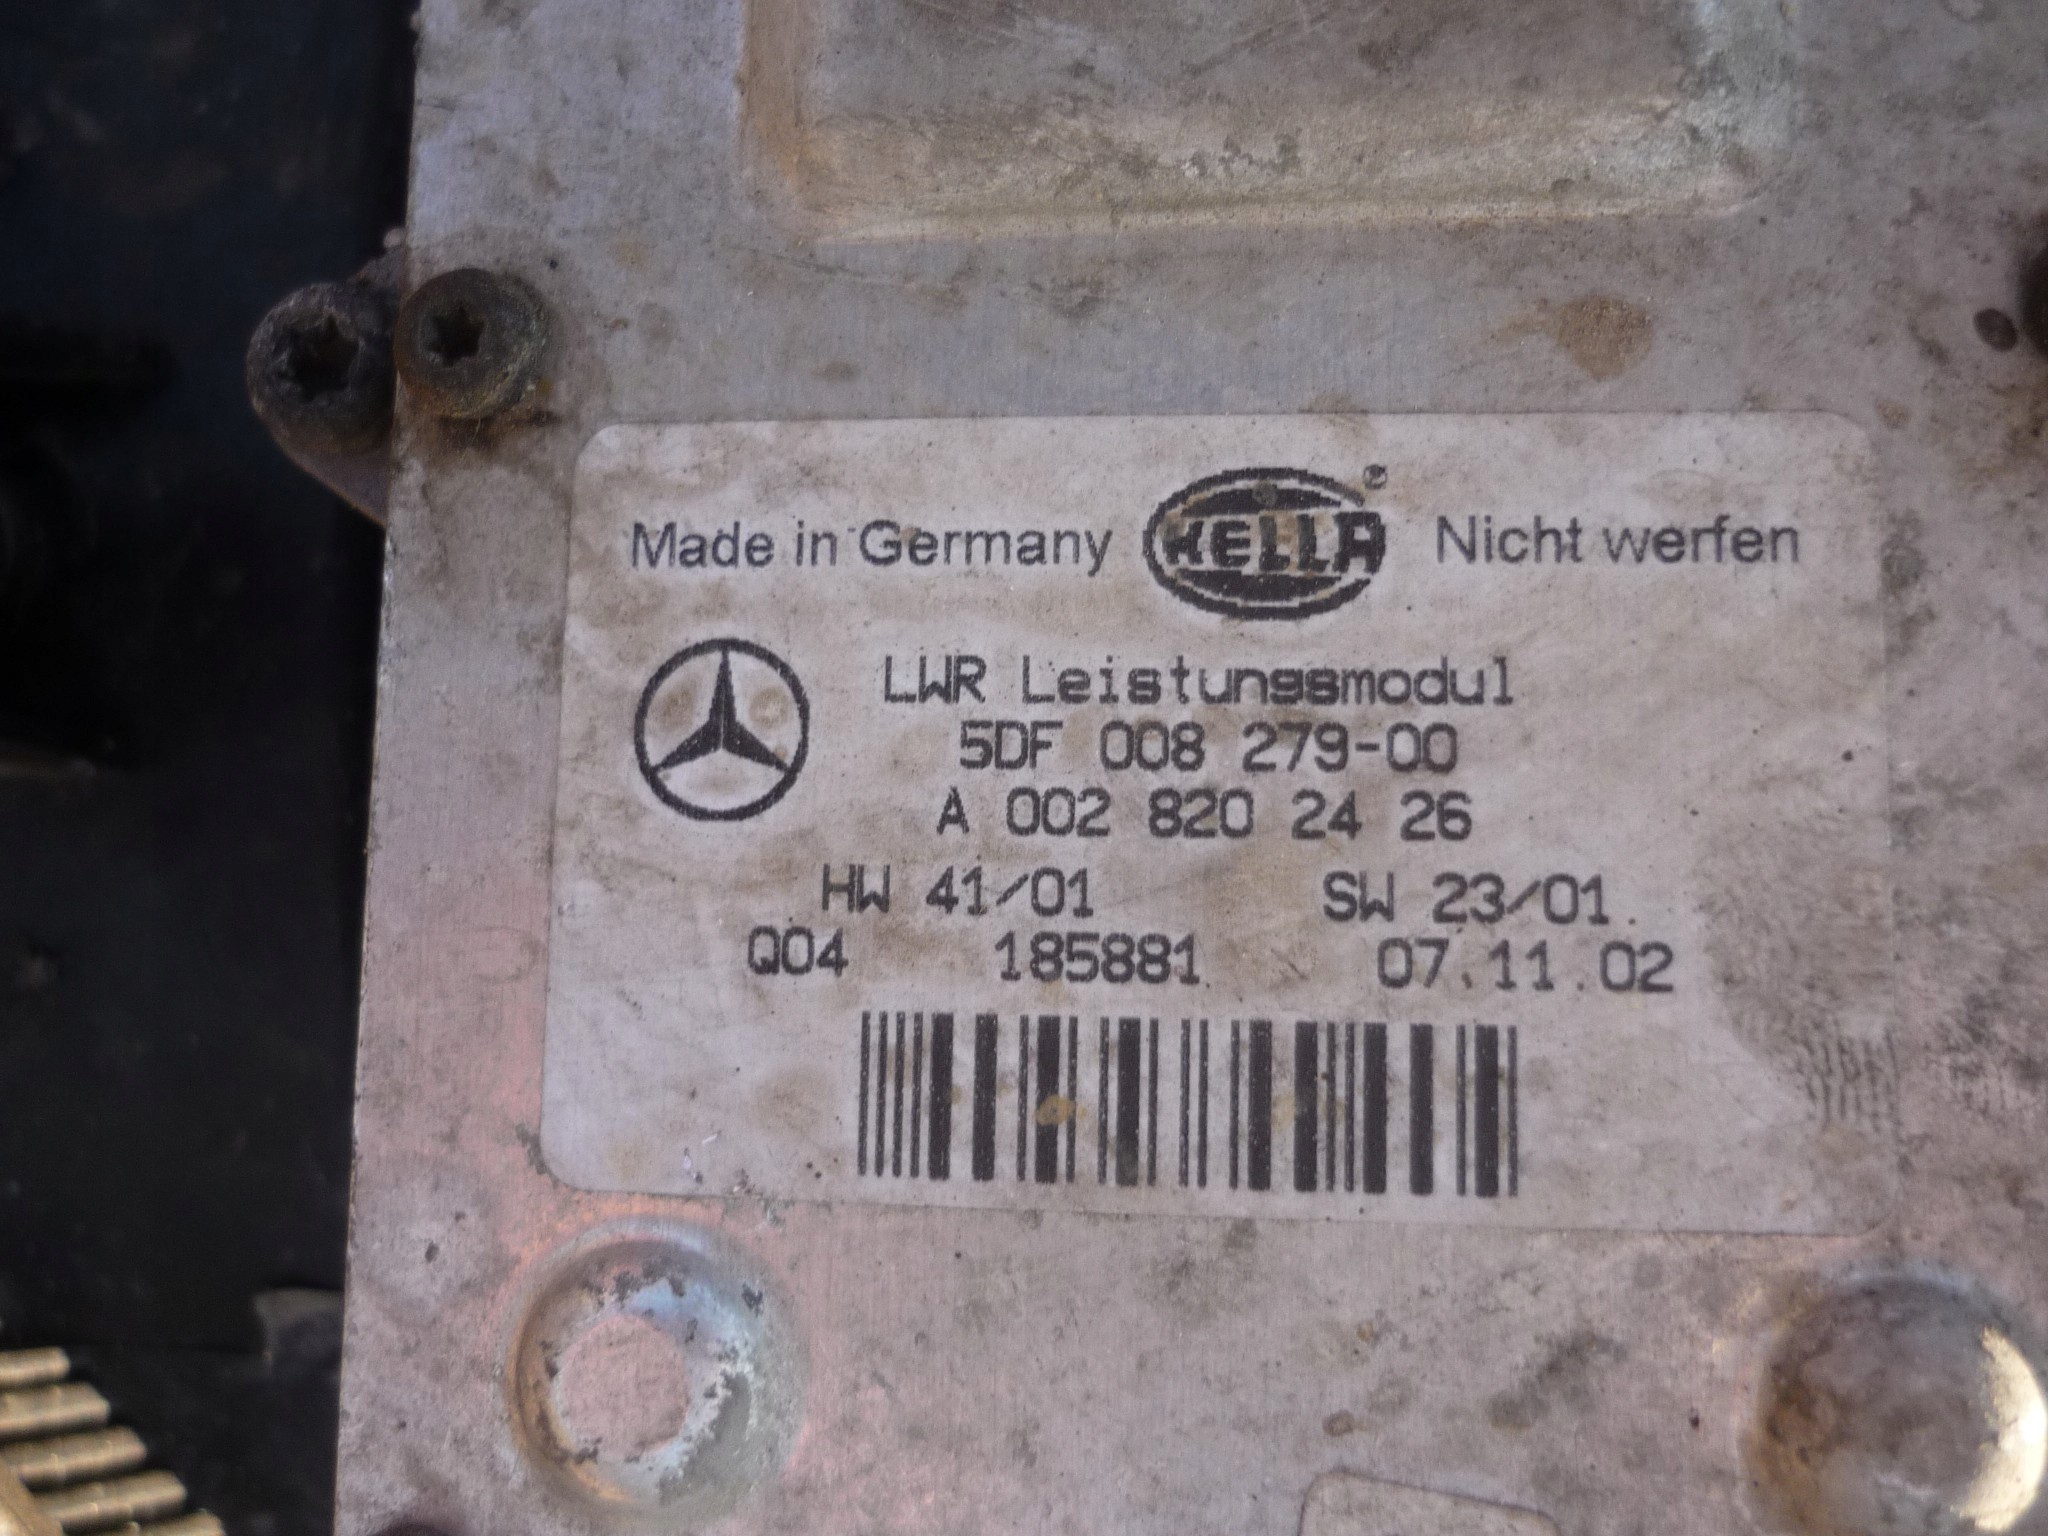 Made in Germany HELLA ® Nicht werfen
LWR Leistungsmodul
5DF 008 279-00
A 002 820 24 26
HW 41/01 SW 23/01
Q04 185881 07.11.02